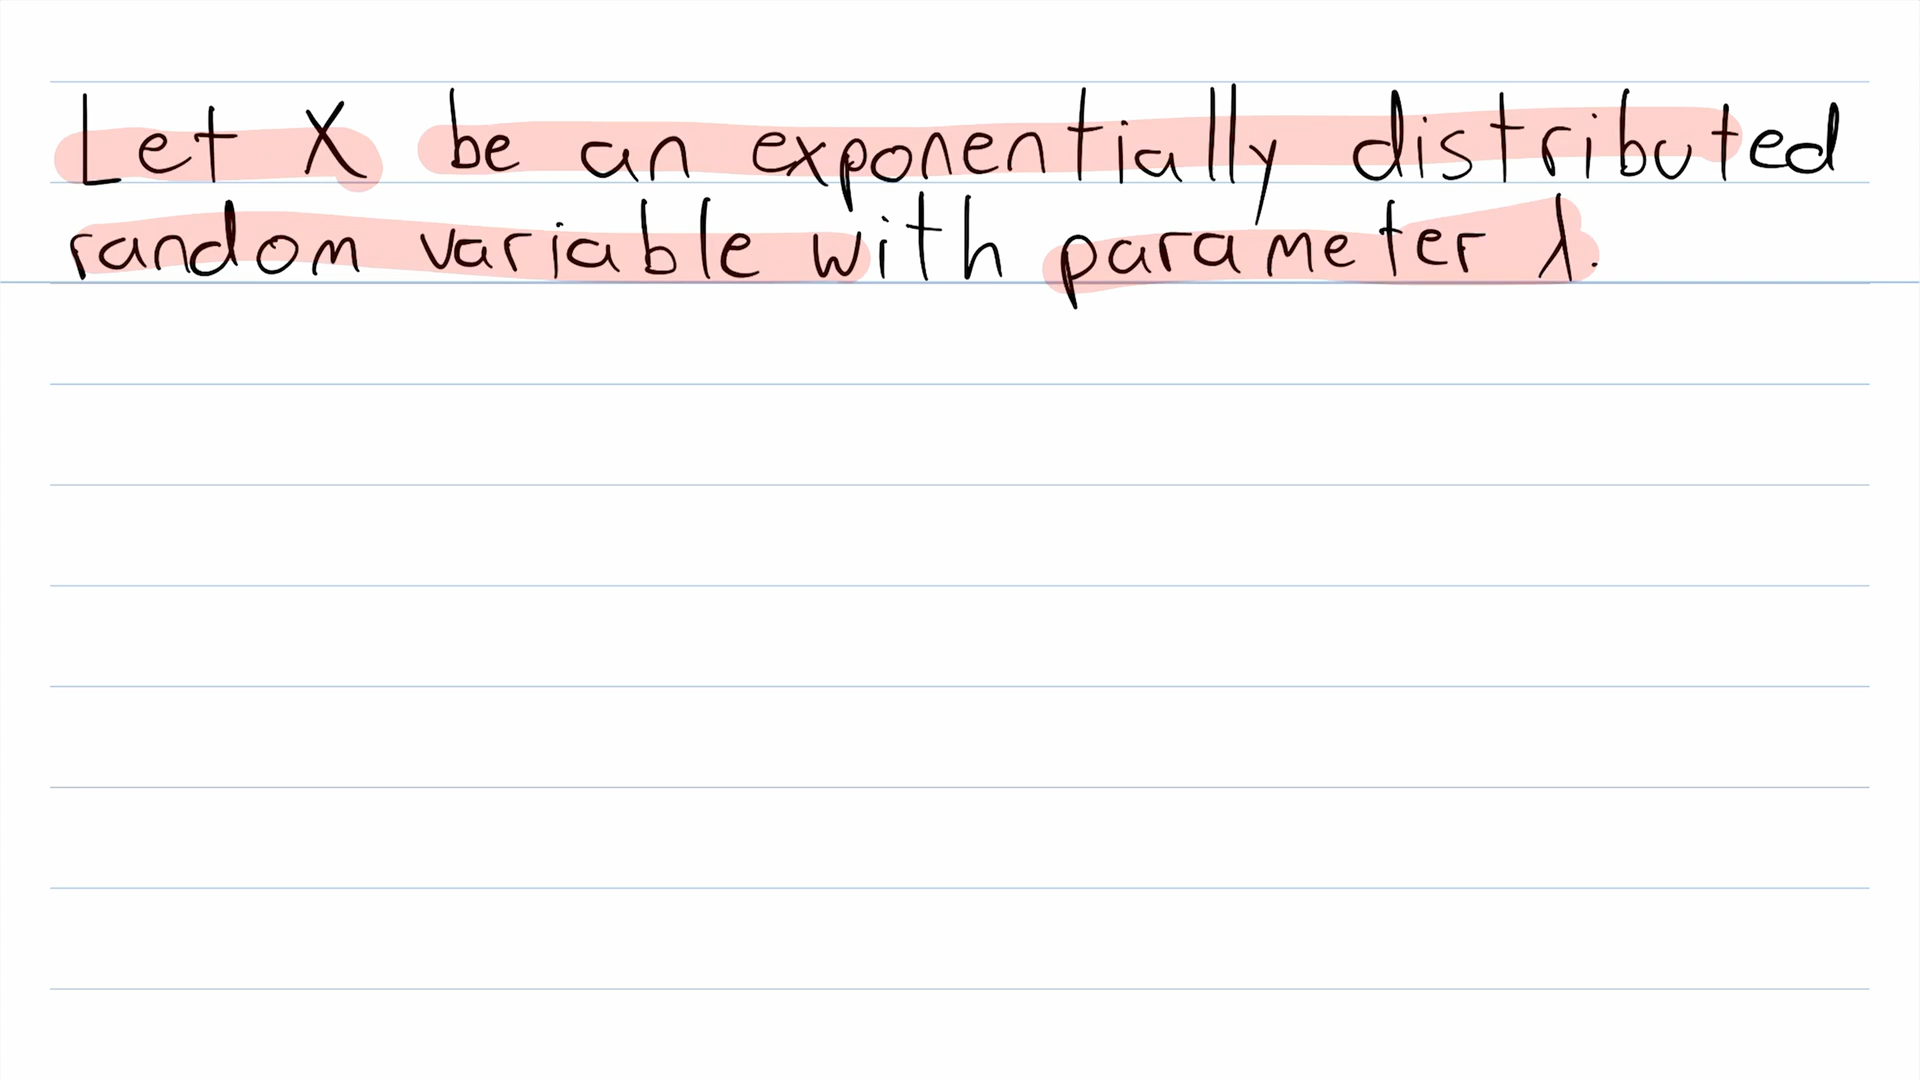 Let X be an exponentially distributed
random variable with parameter λ.